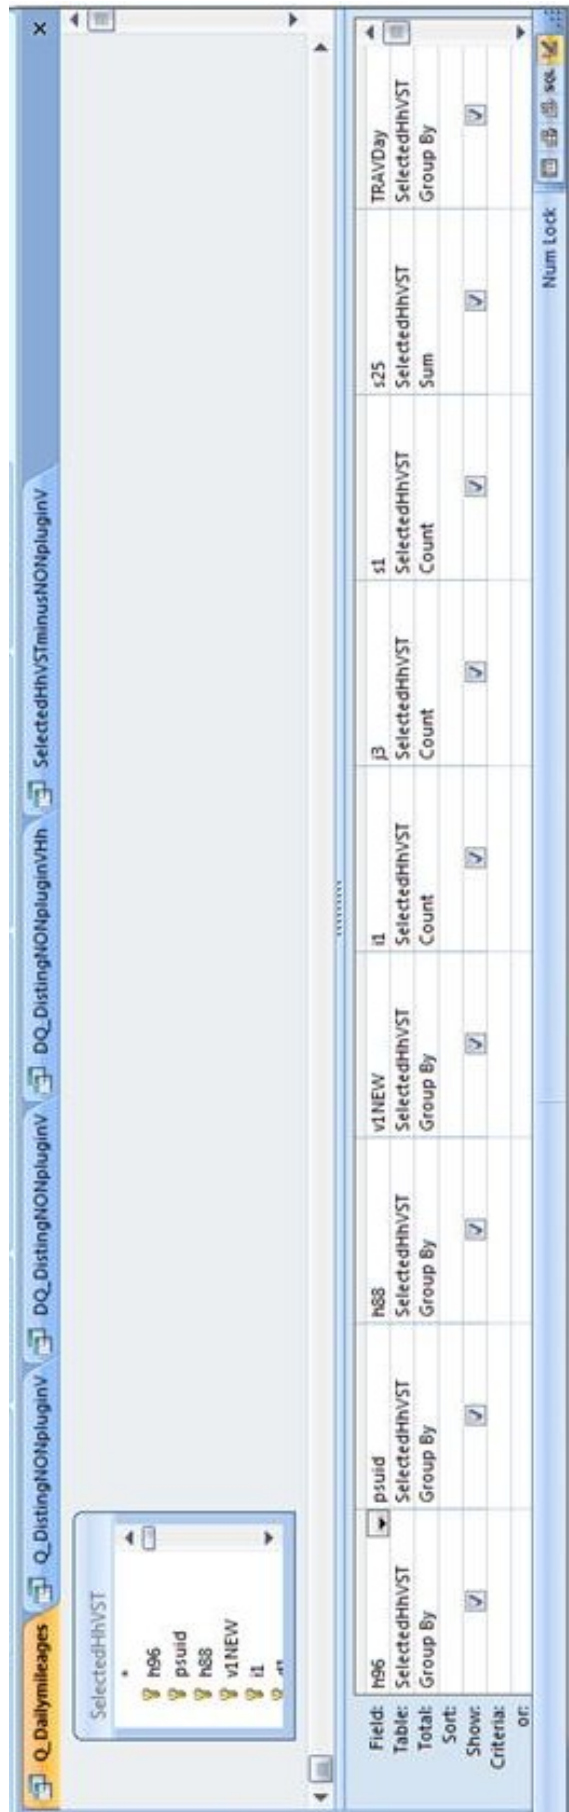 Q_Dailymileages Q_DistingNONpluginV DQ_DistingNONpluginV DQ_DistingNONpluginVHh SelectedHhVSTminusNONpluginV
SelectedHhVST
*
h96
psuid
h88
v1NEW
i1
Field: h96 psuid h88 v1NEW i1 j3 s1 s25 TRAVDay
Table: SelectedHhVST SelectedHhVST SelectedHhVST SelectedHhVST SelectedHhVST SelectedHhVST SelectedHhVST SelectedHhVST SelectedHhVST
Total: Group By Group By Group By Group By Count Count Count Sum Group By
Sort:
Show:
Criteria:
or:
Num Lock SQL